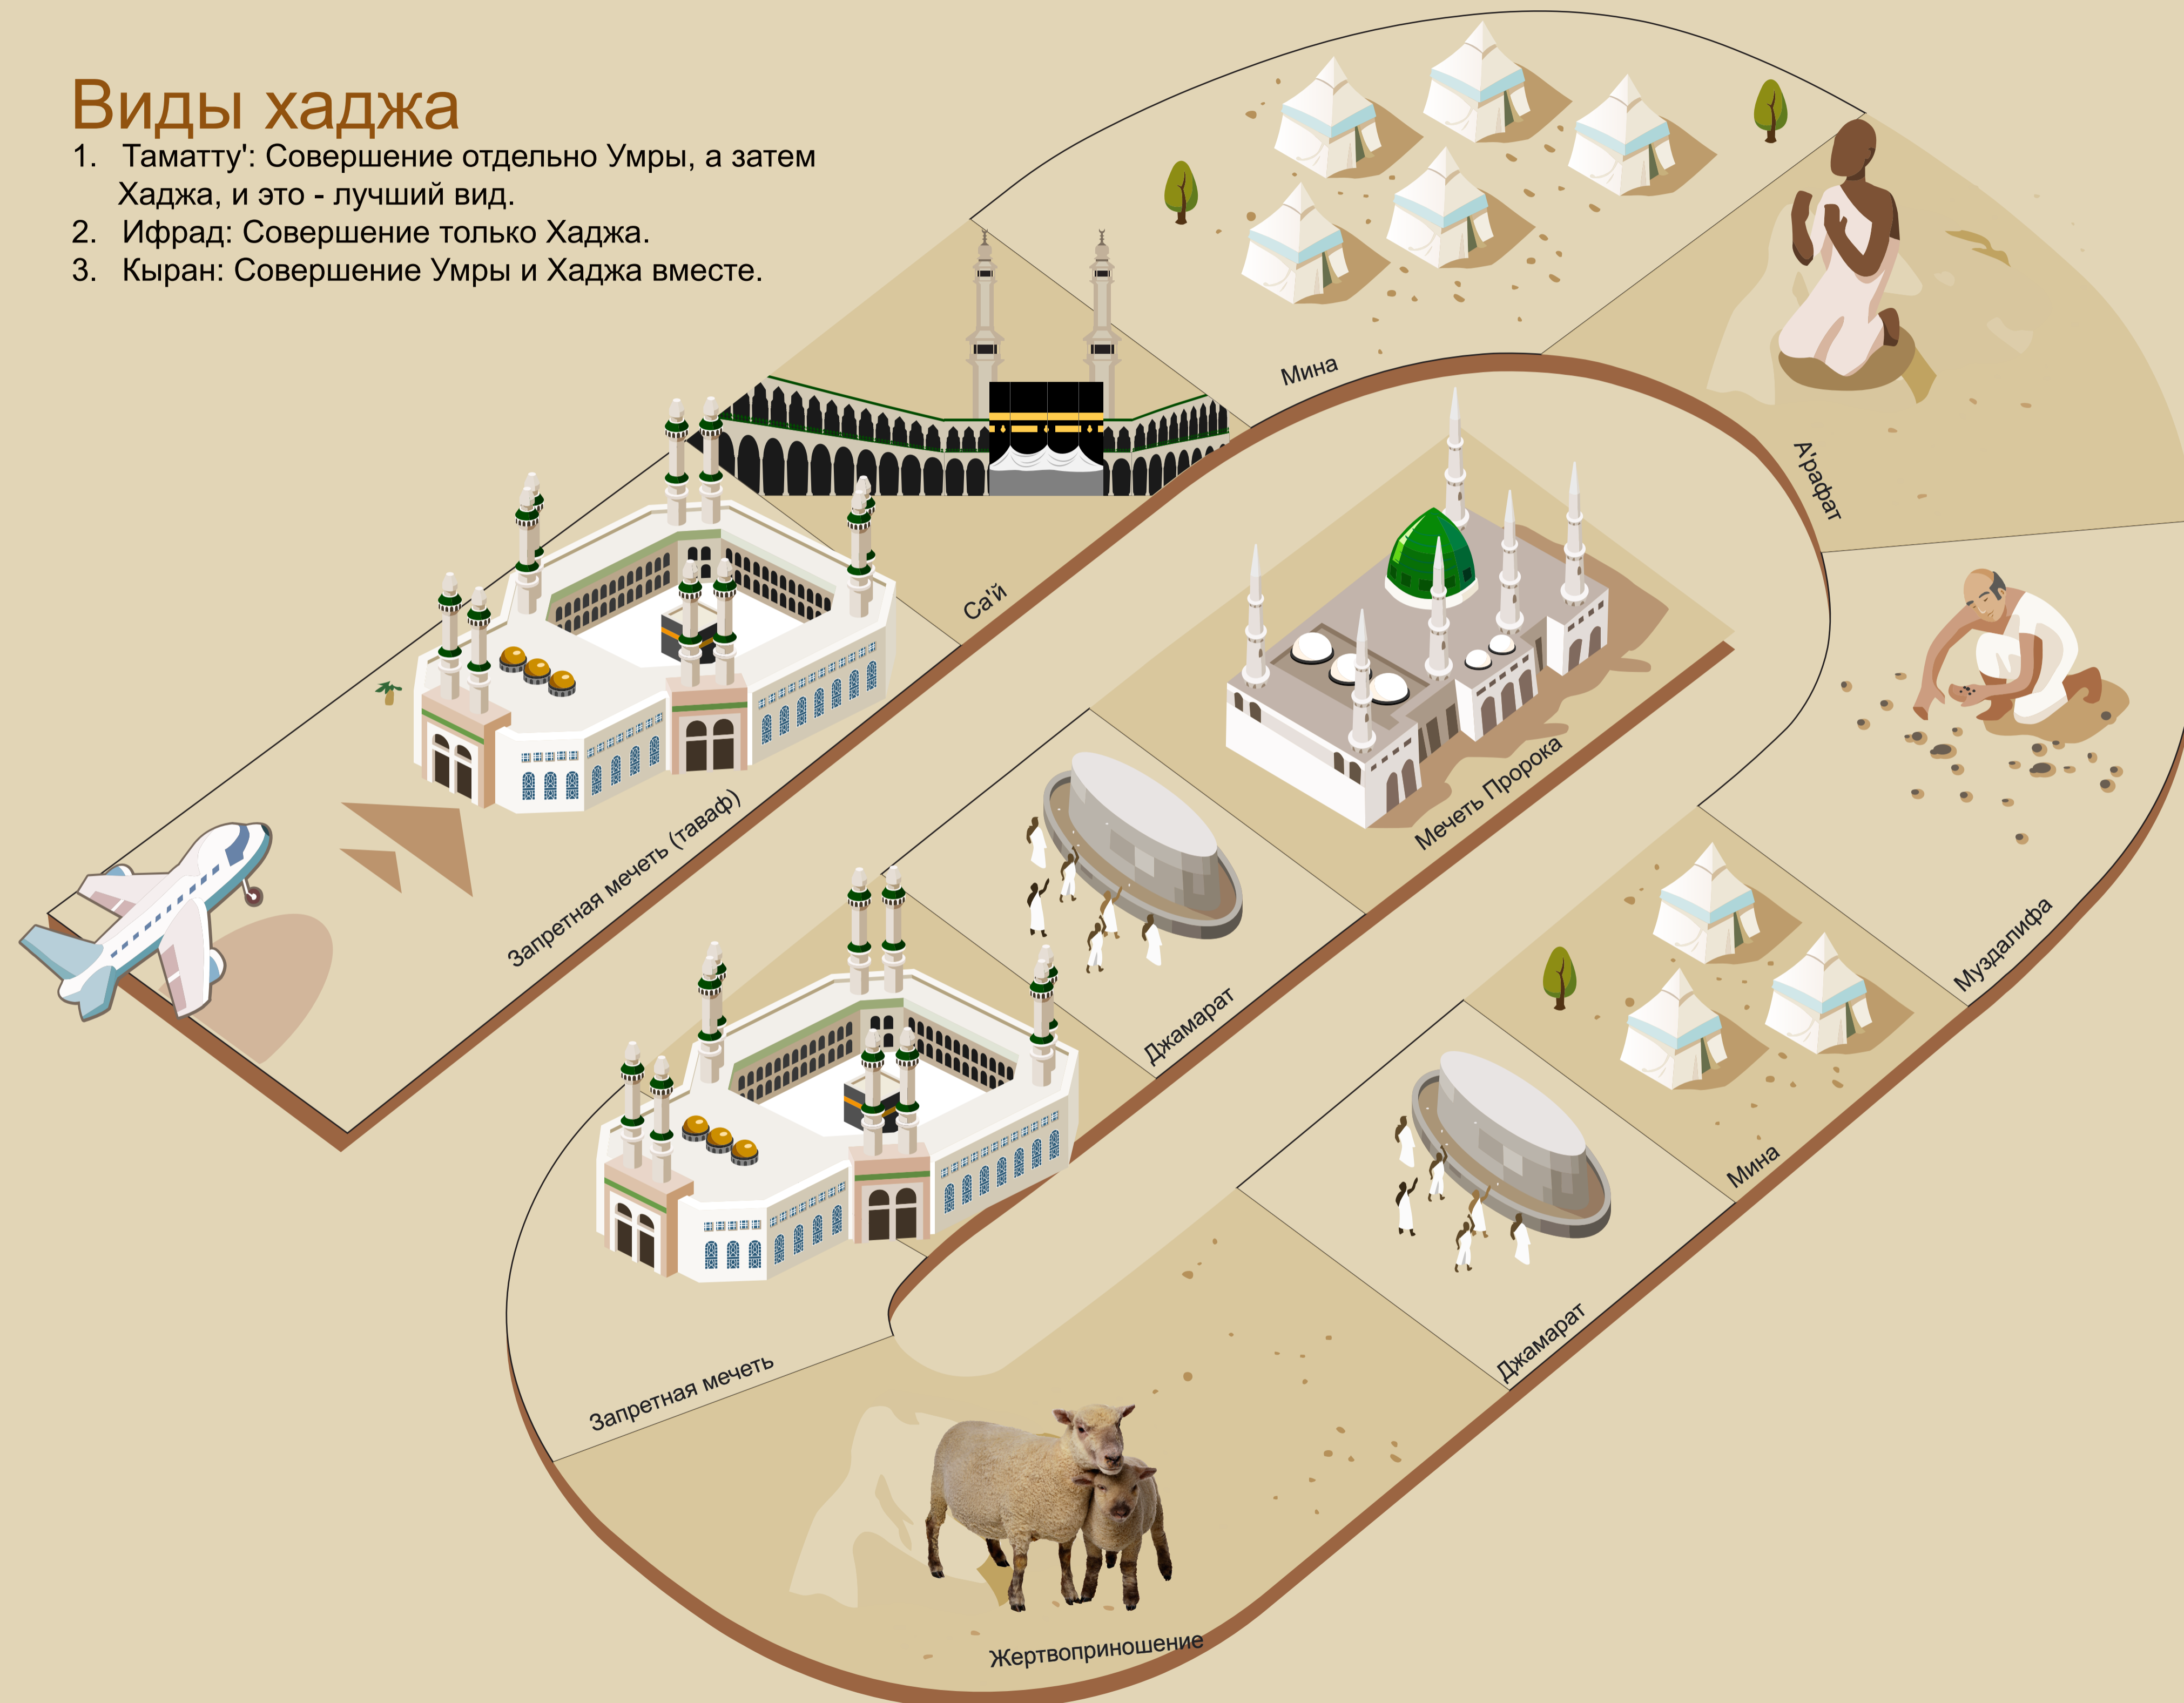 Виды хаджа
1. Таматту': Совершение отдельно Умры, а затем
Хаджа, и это - лучший вид.
2. Ифрад: Совершение только Хаджа.
3. Кыран: Совершение Умры и Хаджа вместе.
Запретная мечеть (таваф)
Са'й
Мина
А'рафат
Муздалифа
Мина
Джамарат
Жертвоприношение
Запретная мечеть
Джамарат
Мечеть Пророка